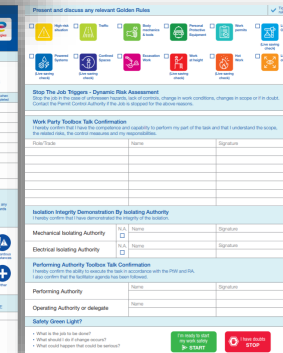 Present and discuss any relevant Golden Rules
High-risk situation
Traffic
Body mechanics & tools
Personal Protective Equipment
Work permits
(Live saving check)
Powered Systems
Confined Spaces
Excavation Work
Work at height
Hot Work
(Live saving check)
(Live saving check)
(Live saving check)
(Live saving check)
Stop The Job Triggers - Dynamic Risk Assessment
Stop the job in the case of unforeseen hazards, lack of controls, change in work conditions, changes in scope or if in doubt.
Contact the Permit Control Authority if this Job is stopped for the above reasons.
Work Party Toolbox Talk Confirmation
I hereby confirm that I have the competence and capability to perform my part of the task and that I understand the scope,
the related risks, the control measures and my responsibility.
Role/Trade
Name
Signature
Isolation Integrity Demonstration By Isolating Authority
I hereby confirm that I have demonstrated the integrity of the isolation.
Mechanical Isolating Authority
N.A.
Name
Signature
Electrical Isolating Authority
N.A.
Name
Signature
Performing Authority Toolbox Talk Confirmation
I hereby confirm the ability to execute the task in accordance with the PtW and RA.
I also confirm that the facilitator agenda has been followed.
Performing Authority
Name
Signature
Operating Authority or delegate
Name
Signature
Safety Green Light?
• What is the job to be done?
• What should I do if change occurs?
• What could happen that could be serious?
I'm ready to start
my work safely
START
I have doubts
STOP